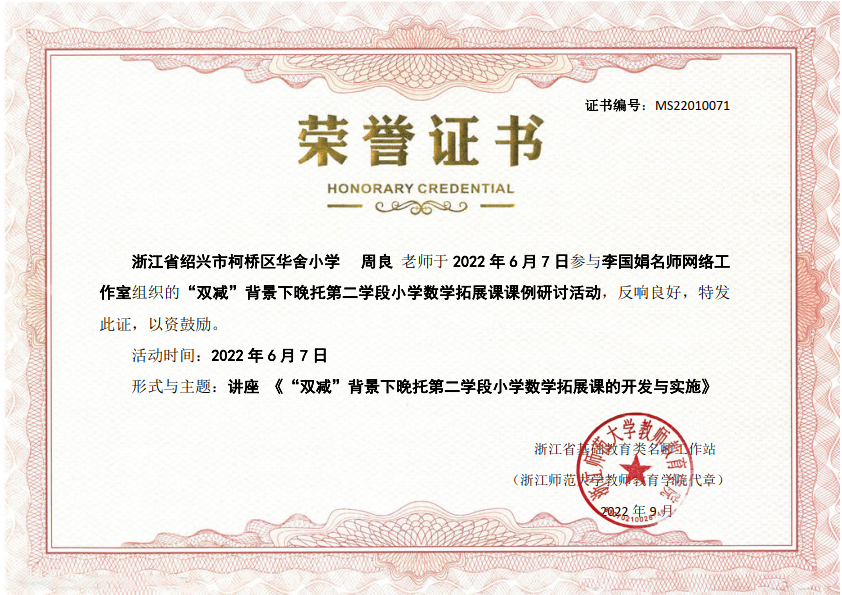 证书编号：MS22010071
荣誉证书
HONORARY CREDENTIAL
浙江省绍兴市柯桥区华舍小学 周良 老师于 2022 年 6 月 7 日参与李国娟名师网络工
作室组织的“双减”背景下晚托第二学段小学数学拓展课课例研讨活动，反响良好，特发
此证，以资鼓励。
活动时间：2022 年 6 月 7 日
形式与主题：讲座 《“双减”背景下晚托第二学段小学数学拓展课的开发与实施》
浙江省基础教育类名师工作站
（浙江师范大学教师教育学院代章）
2022 年 9 月
浙江师范大学教师教育学院